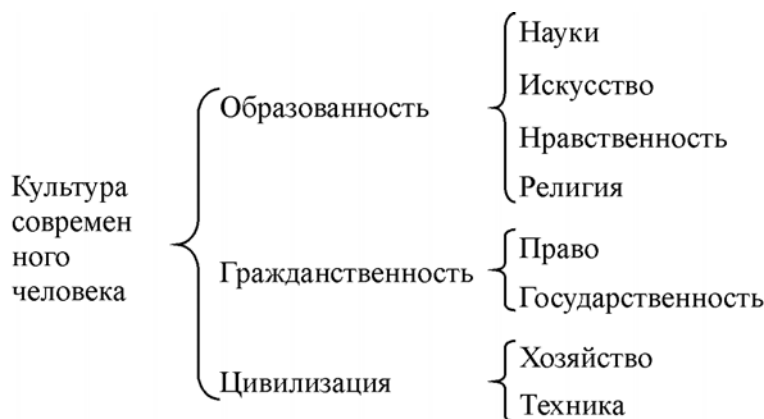 Культура
современ
ного
человека
Образованность
Науки
Искусство
Нравственность
Религия
Гражданственность
Право
Государственность
Цивилизация
Хозяйство
Техника